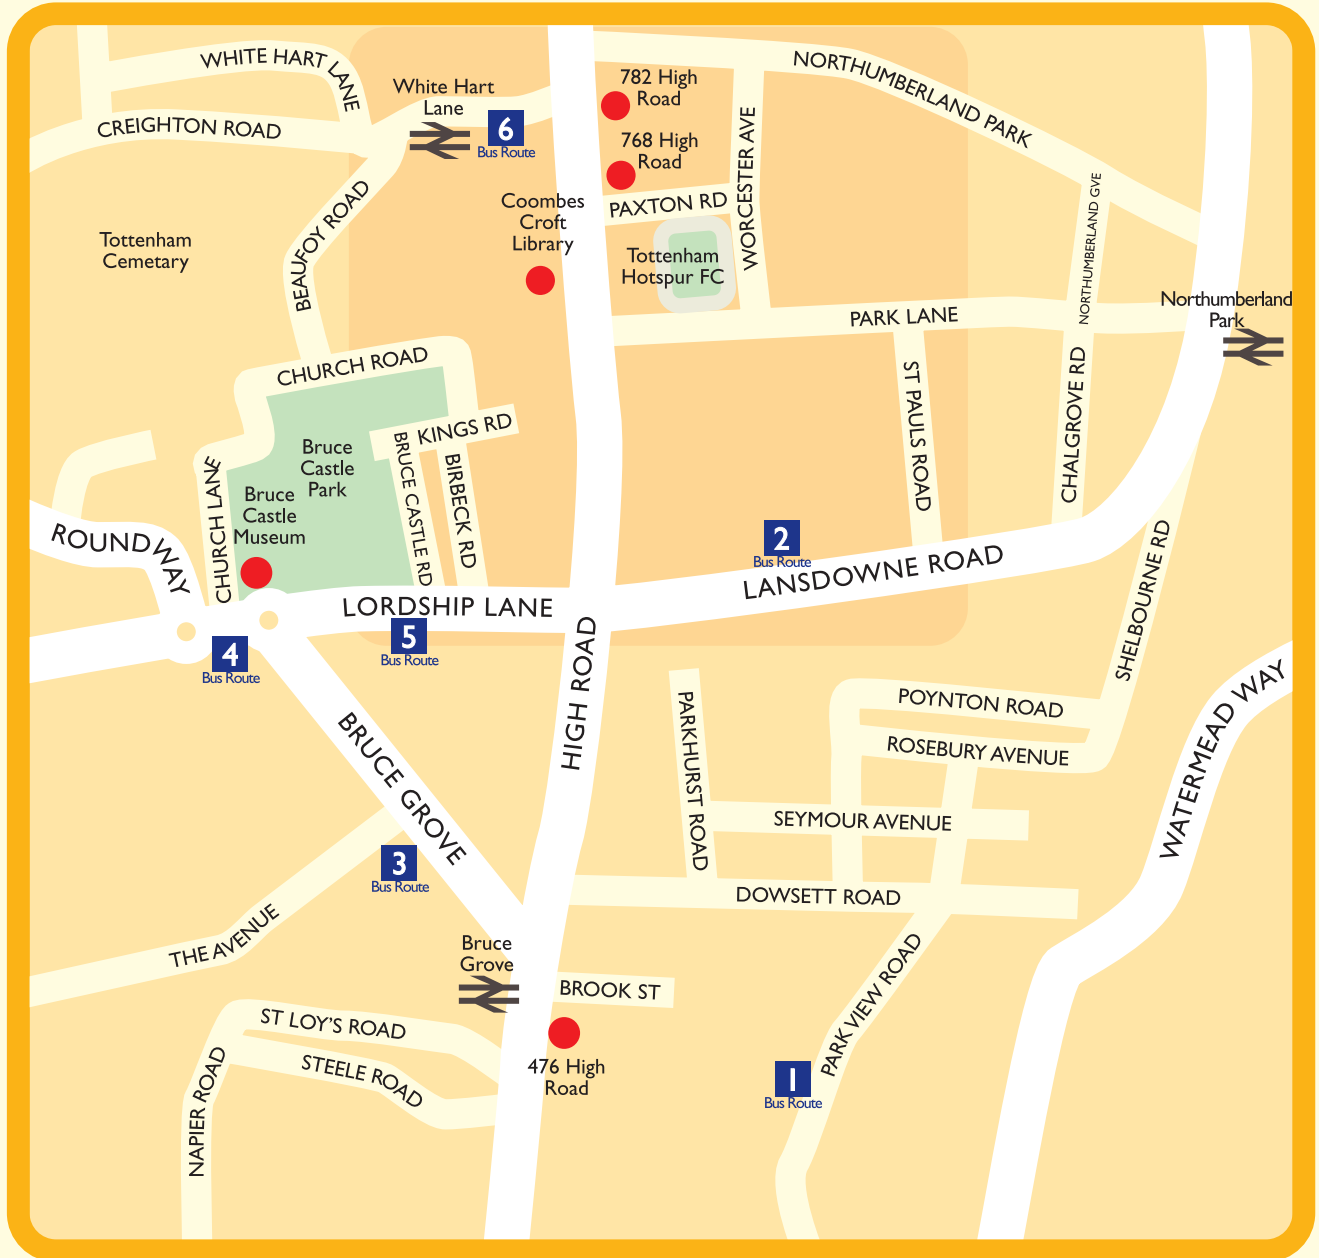 WHITE HART LANE
CREIGHTON ROAD
White Hart
Lane
6
Bus Route
782 High
Road
768 High
Road
NORTHUMBERLAND PARK
WORCESTER AVE
PAXTON RD
NORTHUMBERLAND GVE
BEAUFOY ROAD
Coombes
Croft
Library
Tottenham
Cemetary
Tottenham
Hotspur FC
Northumberland
Park
PARK LANE
CHURCH ROAD
ST PAULS ROAD
CHALGROVE RD
KINGS RD
Bruce
Castle
Park
BRUCE CASTLE RD
BIRBECK RD
CHURCH LANE
Bruce
Castle
Museum
ROUNDWAY
2
Bus Route
LANSDOWNE ROAD
LORDSHIP LANE
5
Bus Route
4
Bus Route
SHELBOURNE RD
HIGH ROAD
POYNTON ROAD
ROSEBURY AVENUE
PARKHURST ROAD
WATERMEAD WAY
BRUCE GROVE
SEYMOUR AVENUE
3
Bus Route
DOWSETT ROAD
THE AVENUE
Bruce
Grove
BROOK ST
PARK VIEW ROAD
ST LOY'S ROAD
STEELE ROAD
NAPIER ROAD
476 High
Road
1
Bus Route